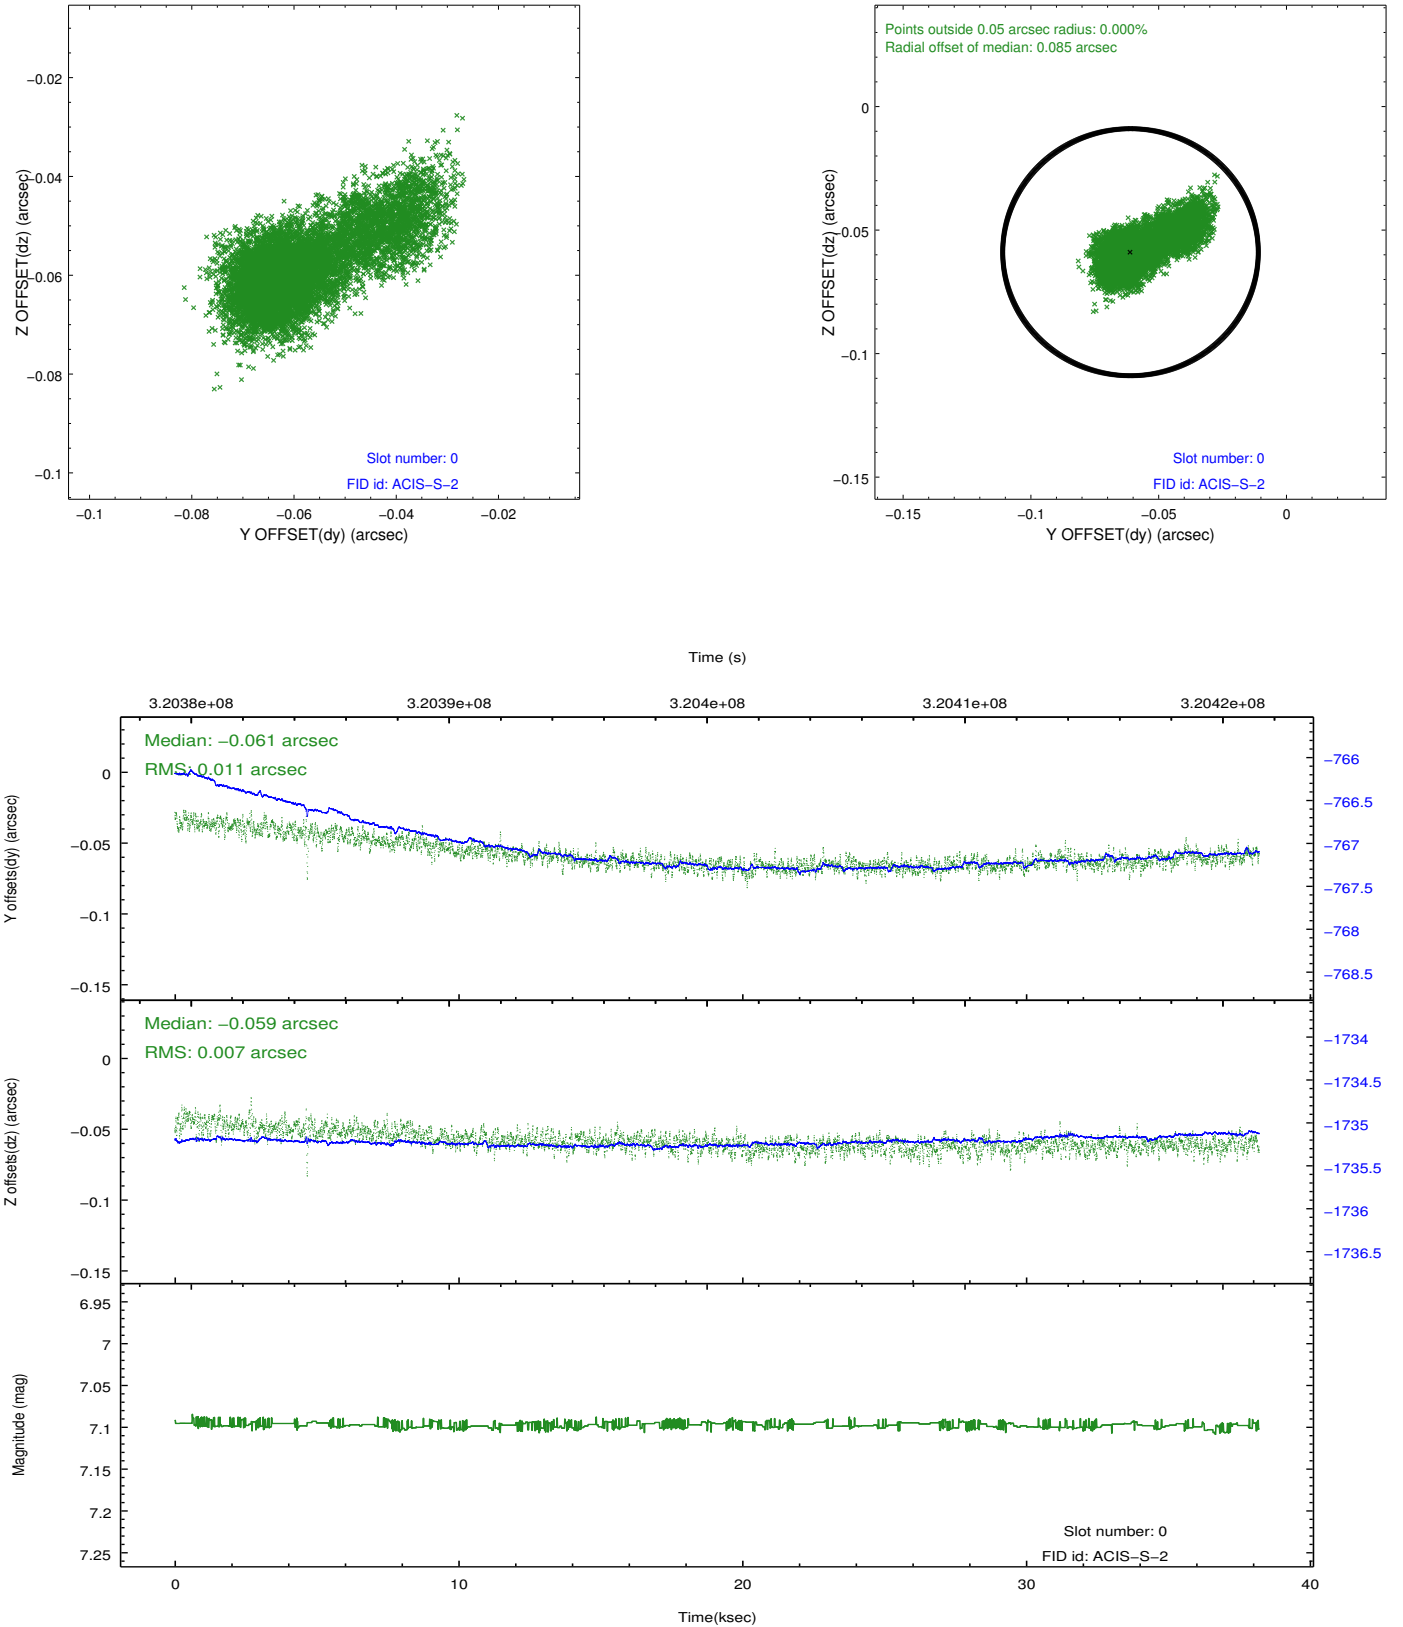 −0.02
−0.04
−0.06
−0.08
−0.1
Z OFFSET(dz) (arcsec)
Slot number: 0
FID id: ACIS−S−2
−0.1
−0.08
−0.06
−0.04
−0.02
Y OFFSET(dy) (arcsec)
Points outside 0.05 arcsec radius: 0.000%
Radial offset of median: 0.085 arcsec
0
−0.05
−0.1
−0.15
Z OFFSET(dz) (arcsec)
Slot number: 0
FID id: ACIS−S−2
−0.15
−0.1
−0.05
0
Y OFFSET(dy) (arcsec)
Time (s)
3.2038e+08
3.2039e+08
3.204e+08
3.2041e+08
3.2042e+08
Median: −0.061 arcsec
RMS: 0.011 arcsec
0
−0.05
−0.1
−0.15
Y offsets(dy) (arcsec)
−766
−766.5
−767
−767.5
−768
−768.5
Median: −0.059 arcsec
RMS: 0.007 arcsec
0
−0.05
−0.1
−0.15
Z offsets(dz) (arcsec)
−1734
−1734.5
−1735
−1735.5
−1736
−1736.5
6.95
7
7.05
7.1
7.15
7.2
7.25
Magnitude (mag)
Slot number: 0
FID id: ACIS−S−2
0
10
20
30
40
Time(ksec)